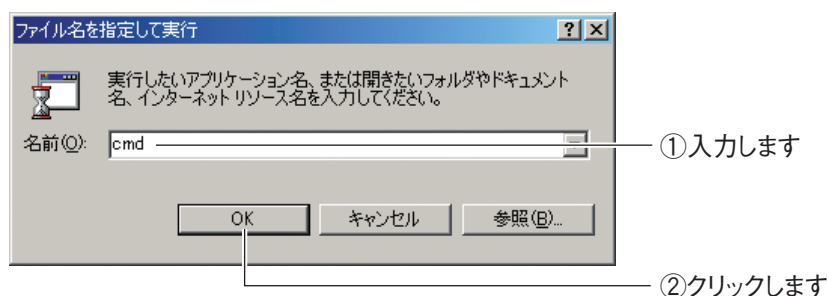 ファイル名を指定して実行
実行したいアプリケーション名、または開きたいフォルダやドキュメント
名、インターネット リソース名を入力してください。
名前(O):
cmd
①入力します
OK
キャンセル
参照(B)...
②クリックします